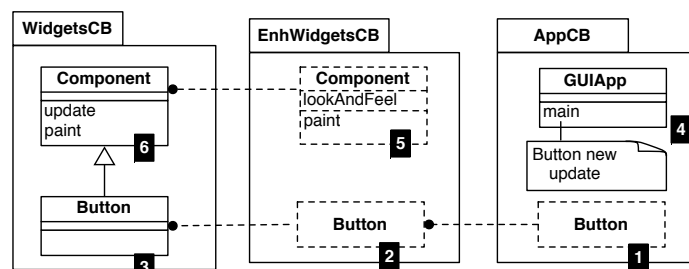 WidgetsCB
Component
update
paint
6
Button
3
EnhWidgetsCB
Component
lookAndFeel
paint
5
Button
2
AppCB
GUIApp
main
4
Button new
update
Button
1